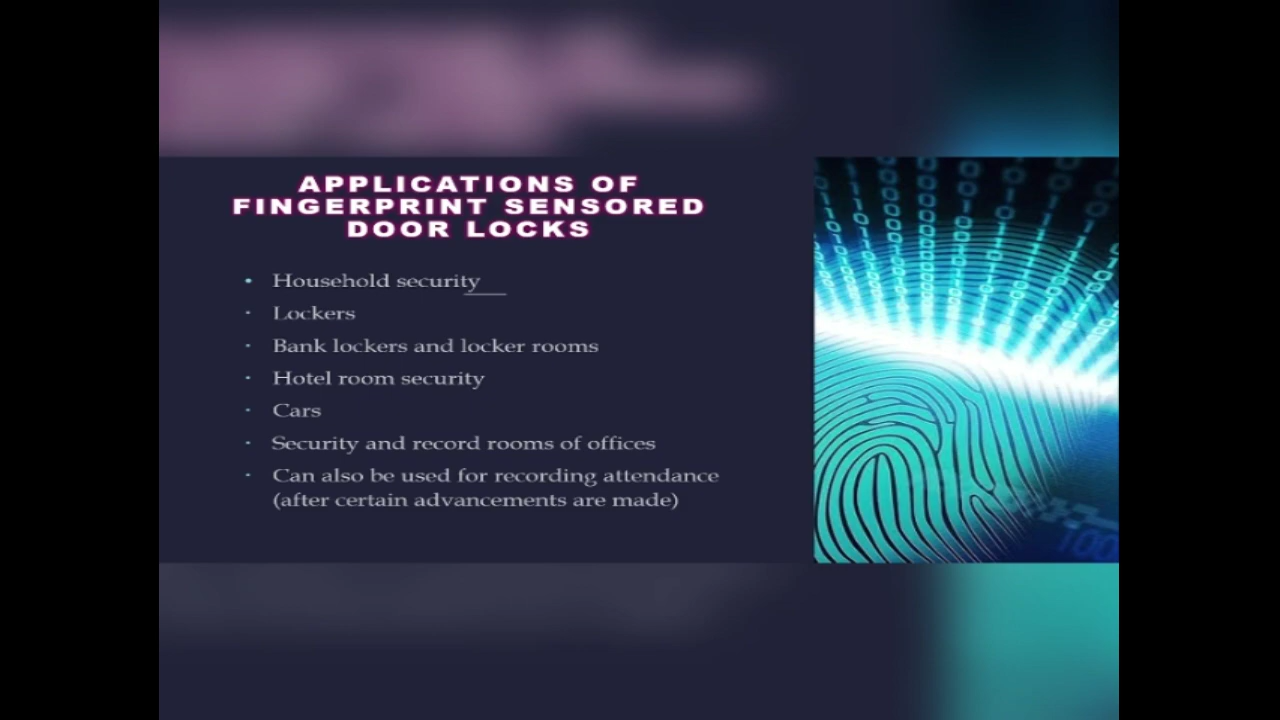 APPLICATIONS OF
FINGERPRINT SENSORED
DOOR LOCKS
• Household security
• Lockers
• Bank lockers and locker rooms
• Hotel room security
• Cars
• Security and record rooms of offices
• Can also be used for recording attendance
(after certain advancements are made)